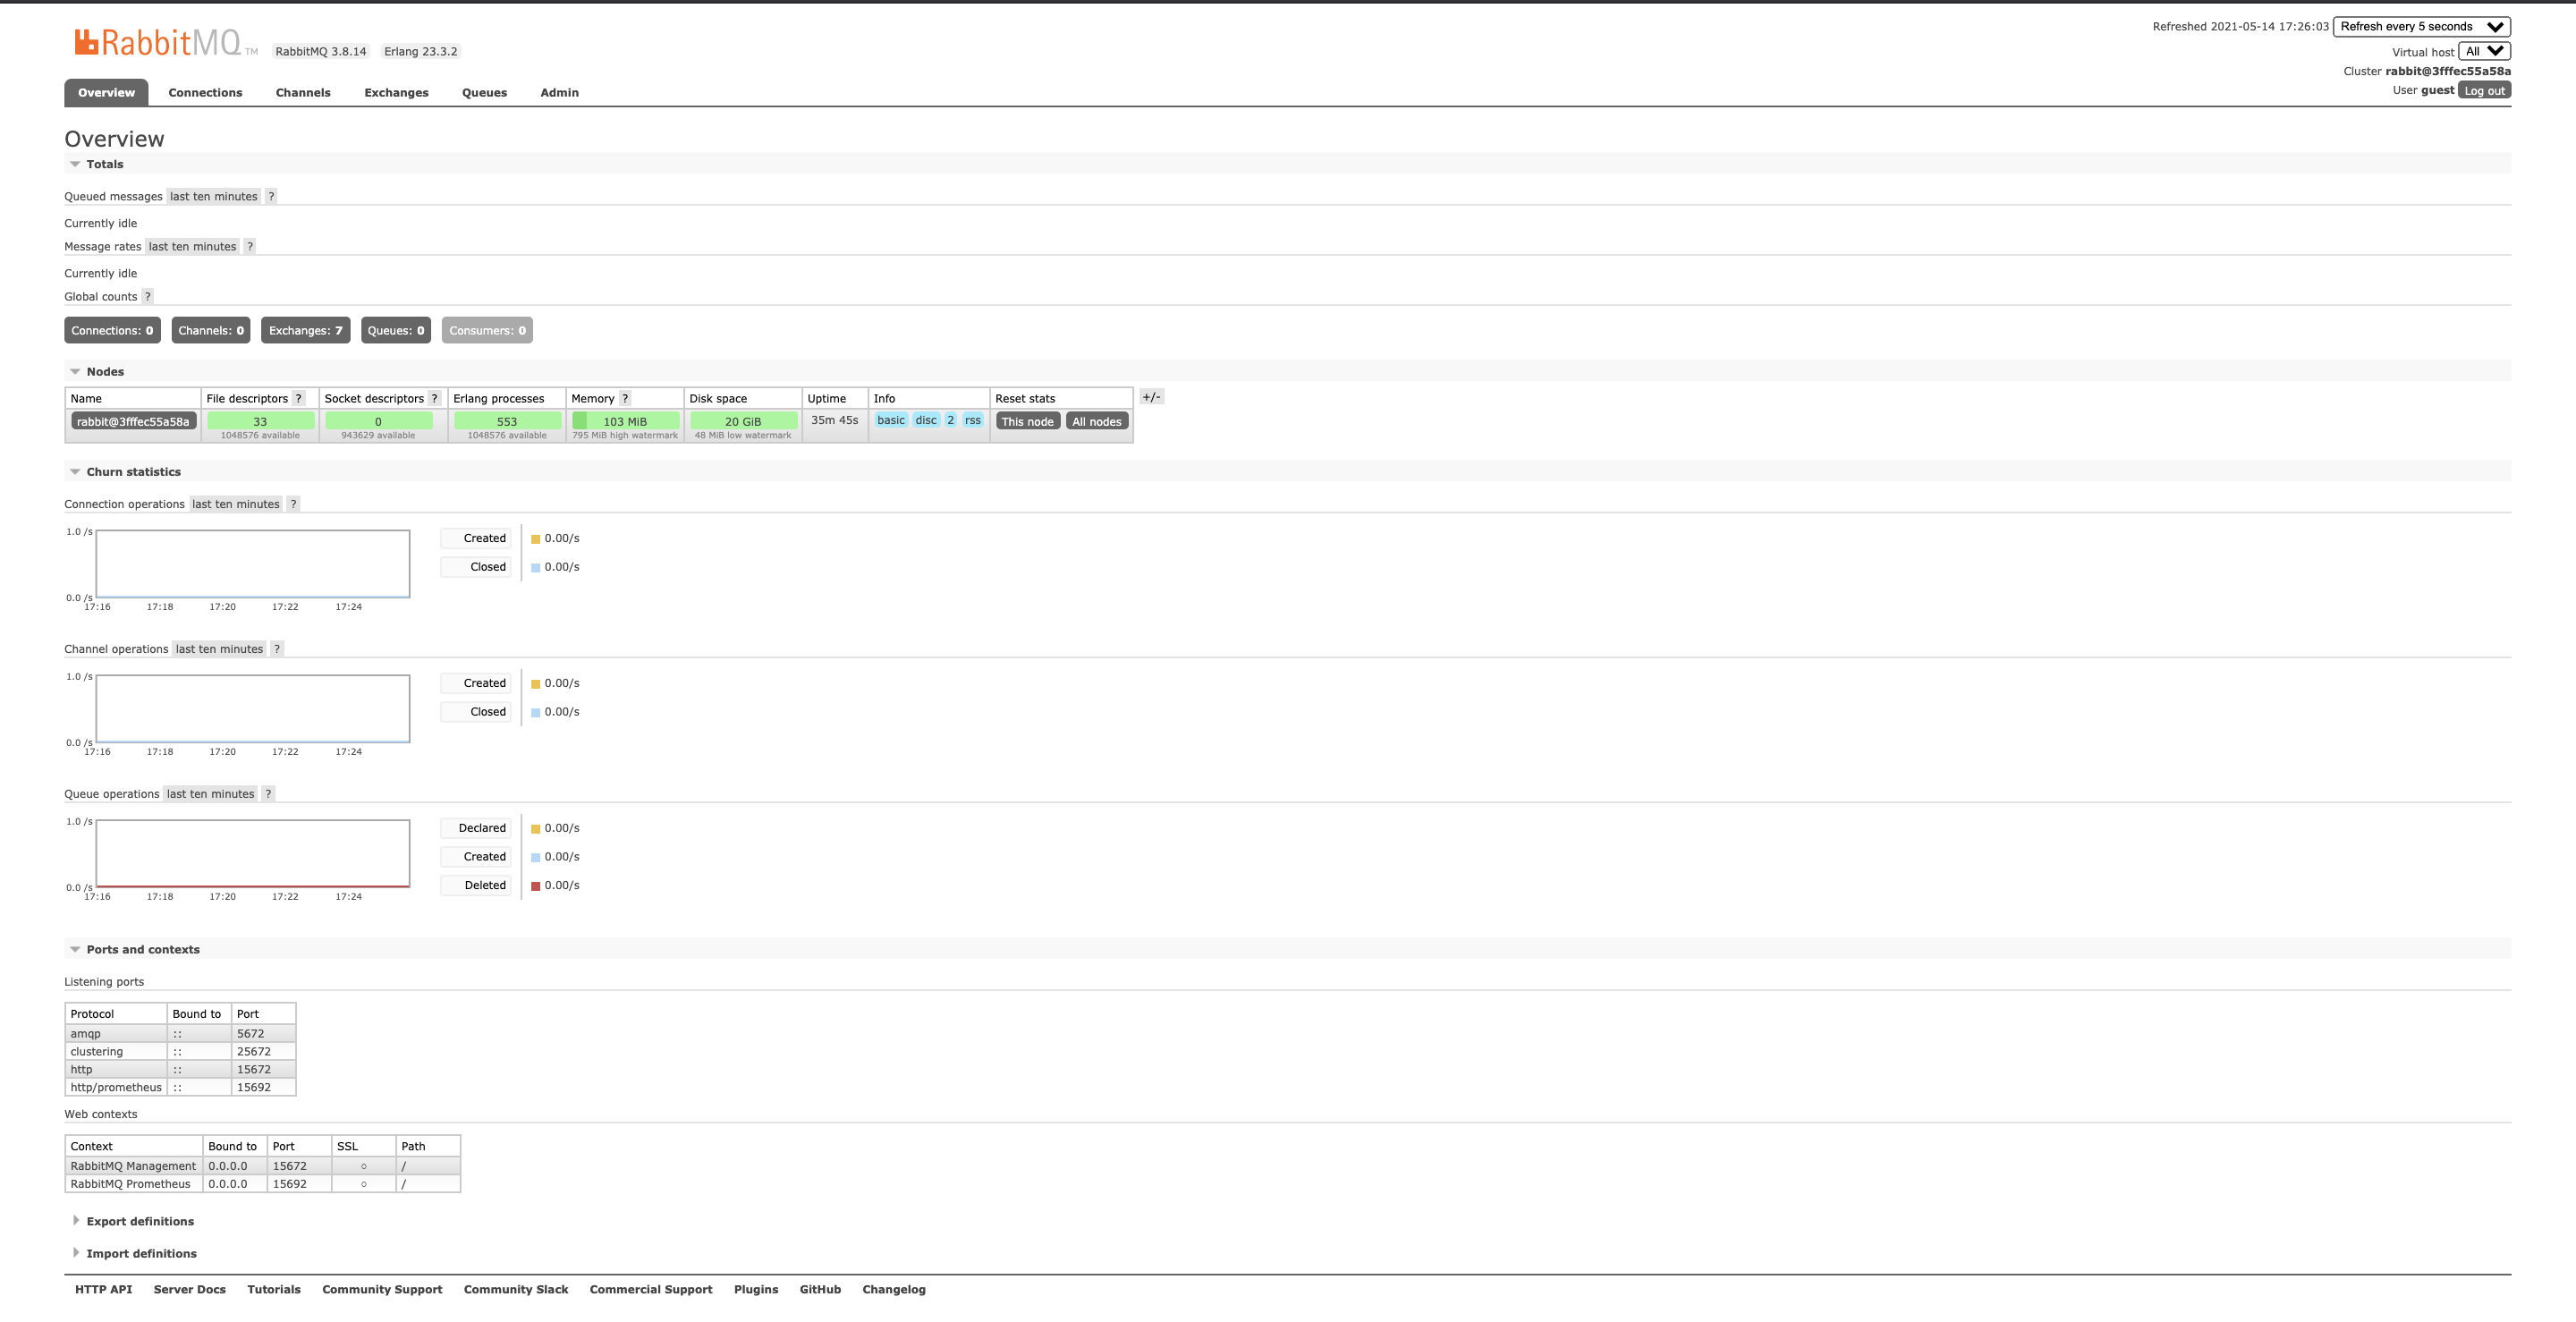 RabbitMQ TM RabbitMQ 3.8.14 Erlang 23.3.2
Refreshed 2021-05-14 17:26:03 Refresh every 5 seconds
Virtual host All
Cluster rabbit@3fffec55a58a
User guest Log out
Overview Connections Channels Exchanges Queues Admin
Overview
Totals
Queued messages last ten minutes ?
Currently idle
Message rates last ten minutes ?
Currently idle
Global counts ?
Connections: 0 Channels: 0 Exchanges: 7 Queues: 0 Consumers: 0
Nodes
Name File descriptors ? Socket descriptors ? Erlang processes Memory ? Disk space Uptime Info Reset stats +/-
rabbit@3fffec55a58a 33 0 553 103 MiB 20 GiB 35m 45s basic disc 2 rss This node All nodes
1048576 available 943629 available 1048576 available 795 MiB high watermark 48 MiB low watermark
Churn statistics
Connection operations last ten minutes ?
1.0 /s
Created 0.00/s
Closed 0.00/s
0.0 /s
17:16 17:18 17:20 17:22 17:24
Channel operations last ten minutes ?
1.0 /s
Created 0.00/s
Closed 0.00/s
0.0 /s
17:16 17:18 17:20 17:22 17:24
Queue operations last ten minutes ?
1.0 /s
Declared 0.00/s
Created 0.00/s
Deleted 0.00/s
0.0 /s
17:16 17:18 17:20 17:22 17:24
Ports and contexts
Listening ports
Protocol Bound to Port
amqp :: 5672
clustering :: 25672
http :: 15672
http/prometheus :: 15692
Web contexts
Context Bound to Port SSL Path
RabbitMQ Management 0.0.0.0 15672 ○ /
RabbitMQ Prometheus 0.0.0.0 15692 ○ /
Export definitions
Import definitions
HTTP API Server Docs Tutorials Community Support Community Slack Commercial Support Plugins GitHub Changelog